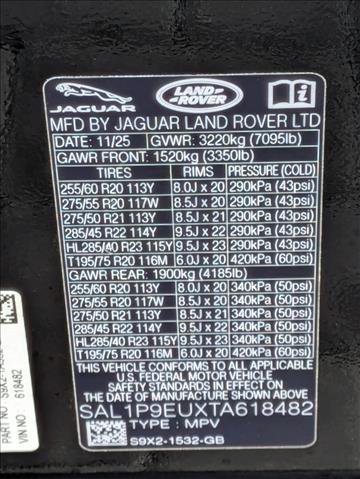 JAGUAR
LAND ROVER
MFD BY JAGUAR LAND ROVER LTD
DATE: 11/25 GVWR: 3220kg (7095lb)
GAWR FRONT: 1520kg (3350lb)
TIRES RIMS PRESSURE (COLD)
255/60 R20 113Y 8.0J x 20 290kPa (43psi)
275/55 R20 117W 8.5J x 20 290kPa (43psi)
275/50 R21 113Y 8.5J x 21 290kPa (43psi)
285/45 R22 114Y 9.5J x 22 290kPa (43psi)
HL285/40 R23 115Y 9.5J x 23 290kPa (43psi)
T195/75 R20 116M 6.0J x 20 420kPa (60psi)
GAWR REAR: 1900kg (4185lb)
255/60 R20 113Y 8.0J x 20 340kPa (50psi)
275/55 R20 117W 8.5J x 20 340kPa (50psi)
275/50 R21 113Y 8.5J x 21 340kPa (50psi)
285/45 R22 114Y 9.5J x 22 340kPa (50psi)
HL285/40 R23 115Y 9.5J x 23 340kPa (50psi)
T195/75 R20 116M 6.0J x 20 420kPa (60psi)
THIS VEHICLE CONFORMS TO ALL APPLICABLE
U.S. FEDERAL MOTOR VEHICLE SAFETY AND
THEFT PREVENTION STANDARDS IN EFFECT ON
THE DATE OF MANUFACTURE SHOWN ABOVE
SAL1P9EUXTA618482
TYPE: MPV
S9X2-1532-GB
PART NO
VIN NO 618482